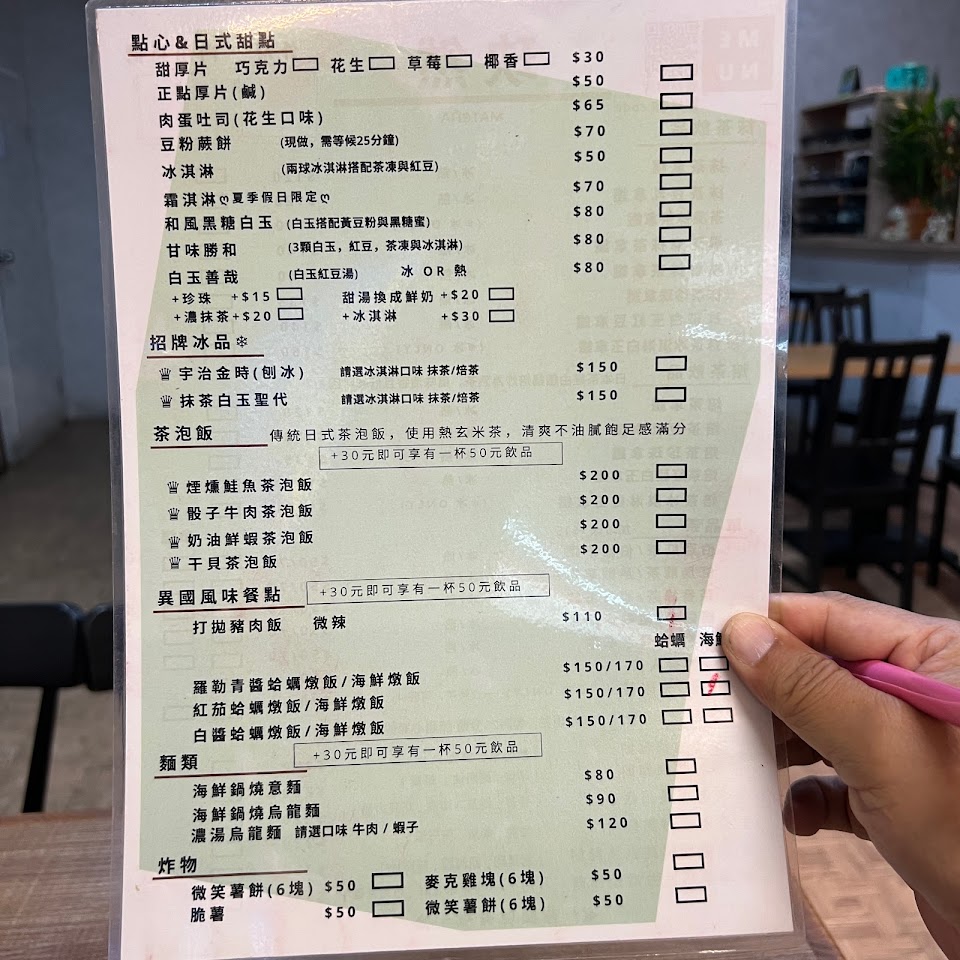 點心&日式甜點
甜厚片 巧克力 花生 草莓 椰香 $30
正點厚片(鹹) $50
肉蛋吐司(花生口味) $65
豆粉蕨餅 (現做，需等候25分鐘) $70
冰淇淋 (兩球冰淇淋搭配茶凍與紅豆) $50
霜淇淋ღ夏季假日限定ღ $70
和風黑糖白玉 (白玉搭配黃豆粉與黑糖蜜) $80
甘味勝和 (3顆白玉，紅豆，茶凍與冰淇淋) $80
白玉善哉 (白玉紅豆湯) 冰 OR 熱 $80
+珍珠 +$15 甜湯換成鮮奶 +$20
+濃抹茶+$20 +冰淇淋 +$30
招牌冰品❄
♕宇治金時(刨冰) 請選冰淇淋口味 抹茶/焙茶 $150
♕抹茶白玉聖代 請選冰淇淋口味 抹茶/焙茶 $150
茶泡飯 傳統日式茶泡飯，使用熱玄米茶，清爽不油膩飽足感滿分
+30元即可享有一杯50元飲品
♕煙燻鮭魚茶泡飯 $200
♕骰子牛肉茶泡飯 $200
♕奶油鮮蝦茶泡飯 $200
♕干貝茶泡飯 $200
異國風味餐點 +30元即可享有一杯50元飲品
打拋豬肉飯 微辣 $110
蛤蠣 海鮮
羅勒青醬蛤蠣燉飯/海鮮燉飯 $150/170
紅茄蛤蠣燉飯/海鮮燉飯 $150/170
白醬蛤蠣燉飯/海鮮燉飯 $150/170
麵類 +30元即可享有一杯50元飲品
海鮮鍋燒意麵 $80
海鮮鍋燒烏龍麵 $90
濃湯烏龍麵 請選口味 牛肉 / 蝦子 $120
炸物
微笑薯餅(6塊) $50 麥克雞塊(6塊) $50
脆薯 $50 微笑薯餅(6塊) $50